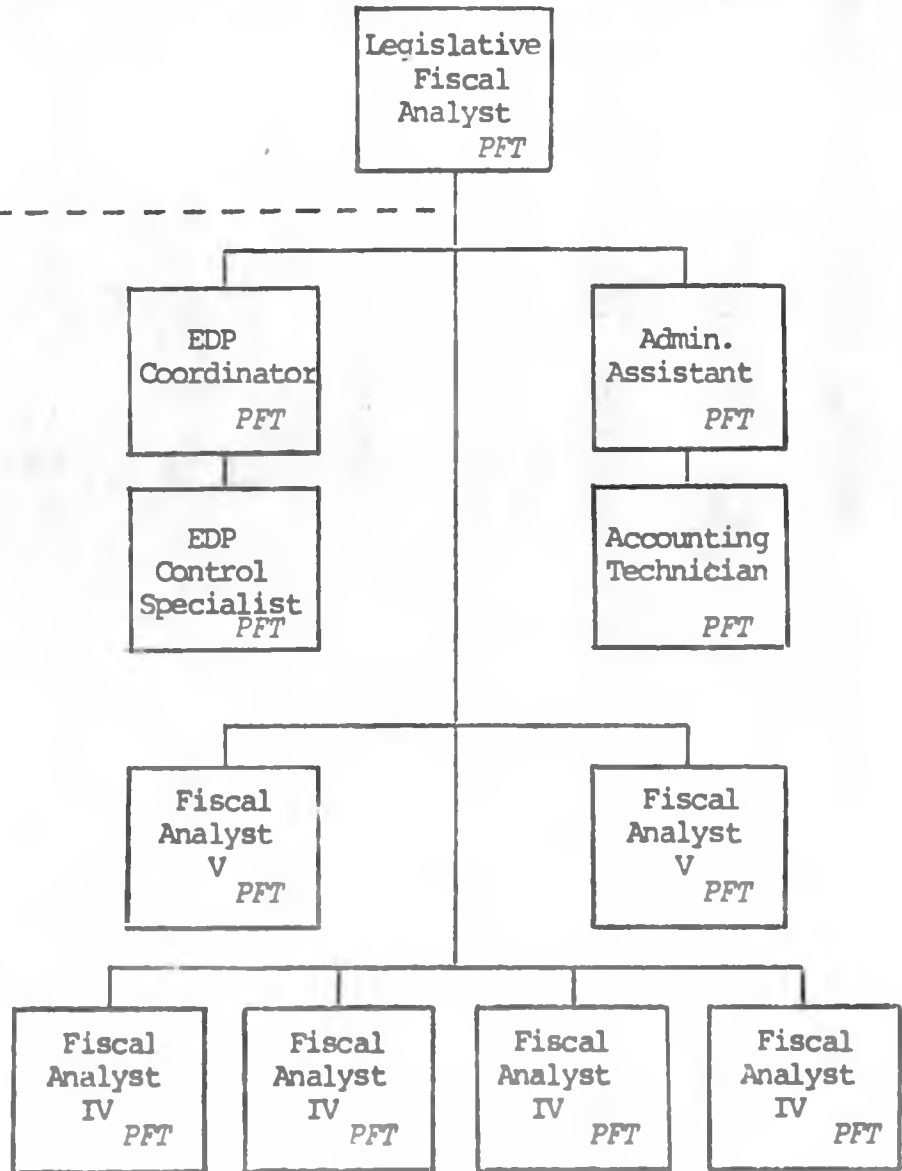 Legislative
Fiscal
Analyst
PFT
EDP
Coordinator
PFT
Admin.
Assistant
PFT
EDP
Control
Specialist
PFT
Accounting
Technician
PFT
Fiscal
Analyst
V
PFT
Fiscal
Analyst
V
PFT
Fiscal
Analyst
IV
PFT
Fiscal
Analyst
IV
PFT
Fiscal
Analyst
IV
PFT
Fiscal
Analyst
IV
PFT